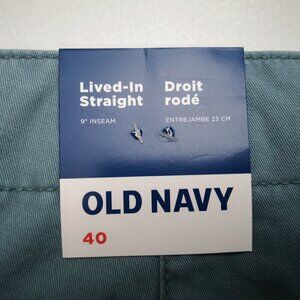 Lived-In
Straight
9" INSEAM
Droit
rodé
ENTREJAMBE 23 CM
OLD NAVY
40